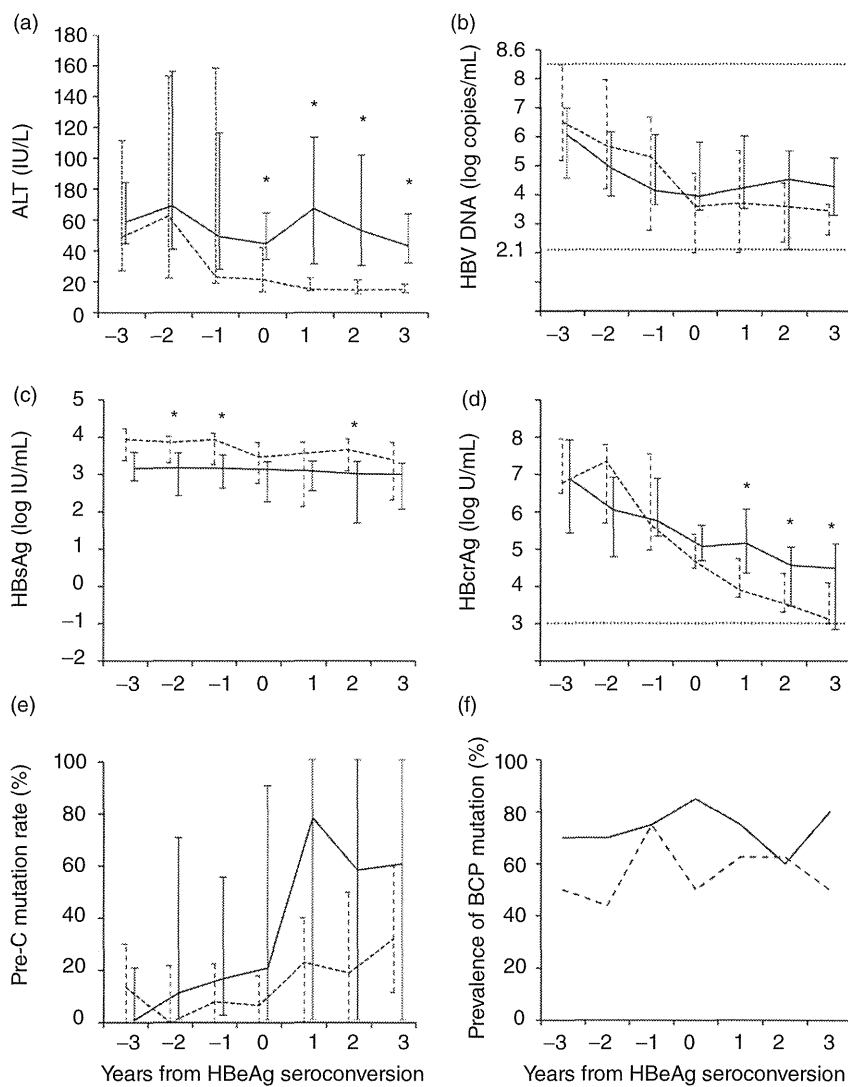 (a)
ALT (IU/L)
180
160
140
120
100
180
60
40
20
0
* * * *
−3 −2 −1 0 1 2 3
(b)
HBV DNA (log copies/mL)
8.6
8
7
6
5
4
3
2.1
−3 −2 −1 0 1 2 3
(c)
HBsAg (log IU/mL)
5
4
3
2
1
0
−1
−2
* * *
−3 −2 −1 0 1 2 3
(d)
HBcrAg (log U/mL)
8
7
6
5
4
3
* * *
−3 −2 −1 0 1 2 3
(e)
Pre-C mutation rate (%)
100
80
60
40
20
0
−3 −2 −1 0 1 2 3
Years from HBeAg seroconversion
(f)
Prevalence of BCP mutation (%)
100
80
60
40
20
0
−3 −2 −1 0 1 2 3
Years from HBeAg seroconversion